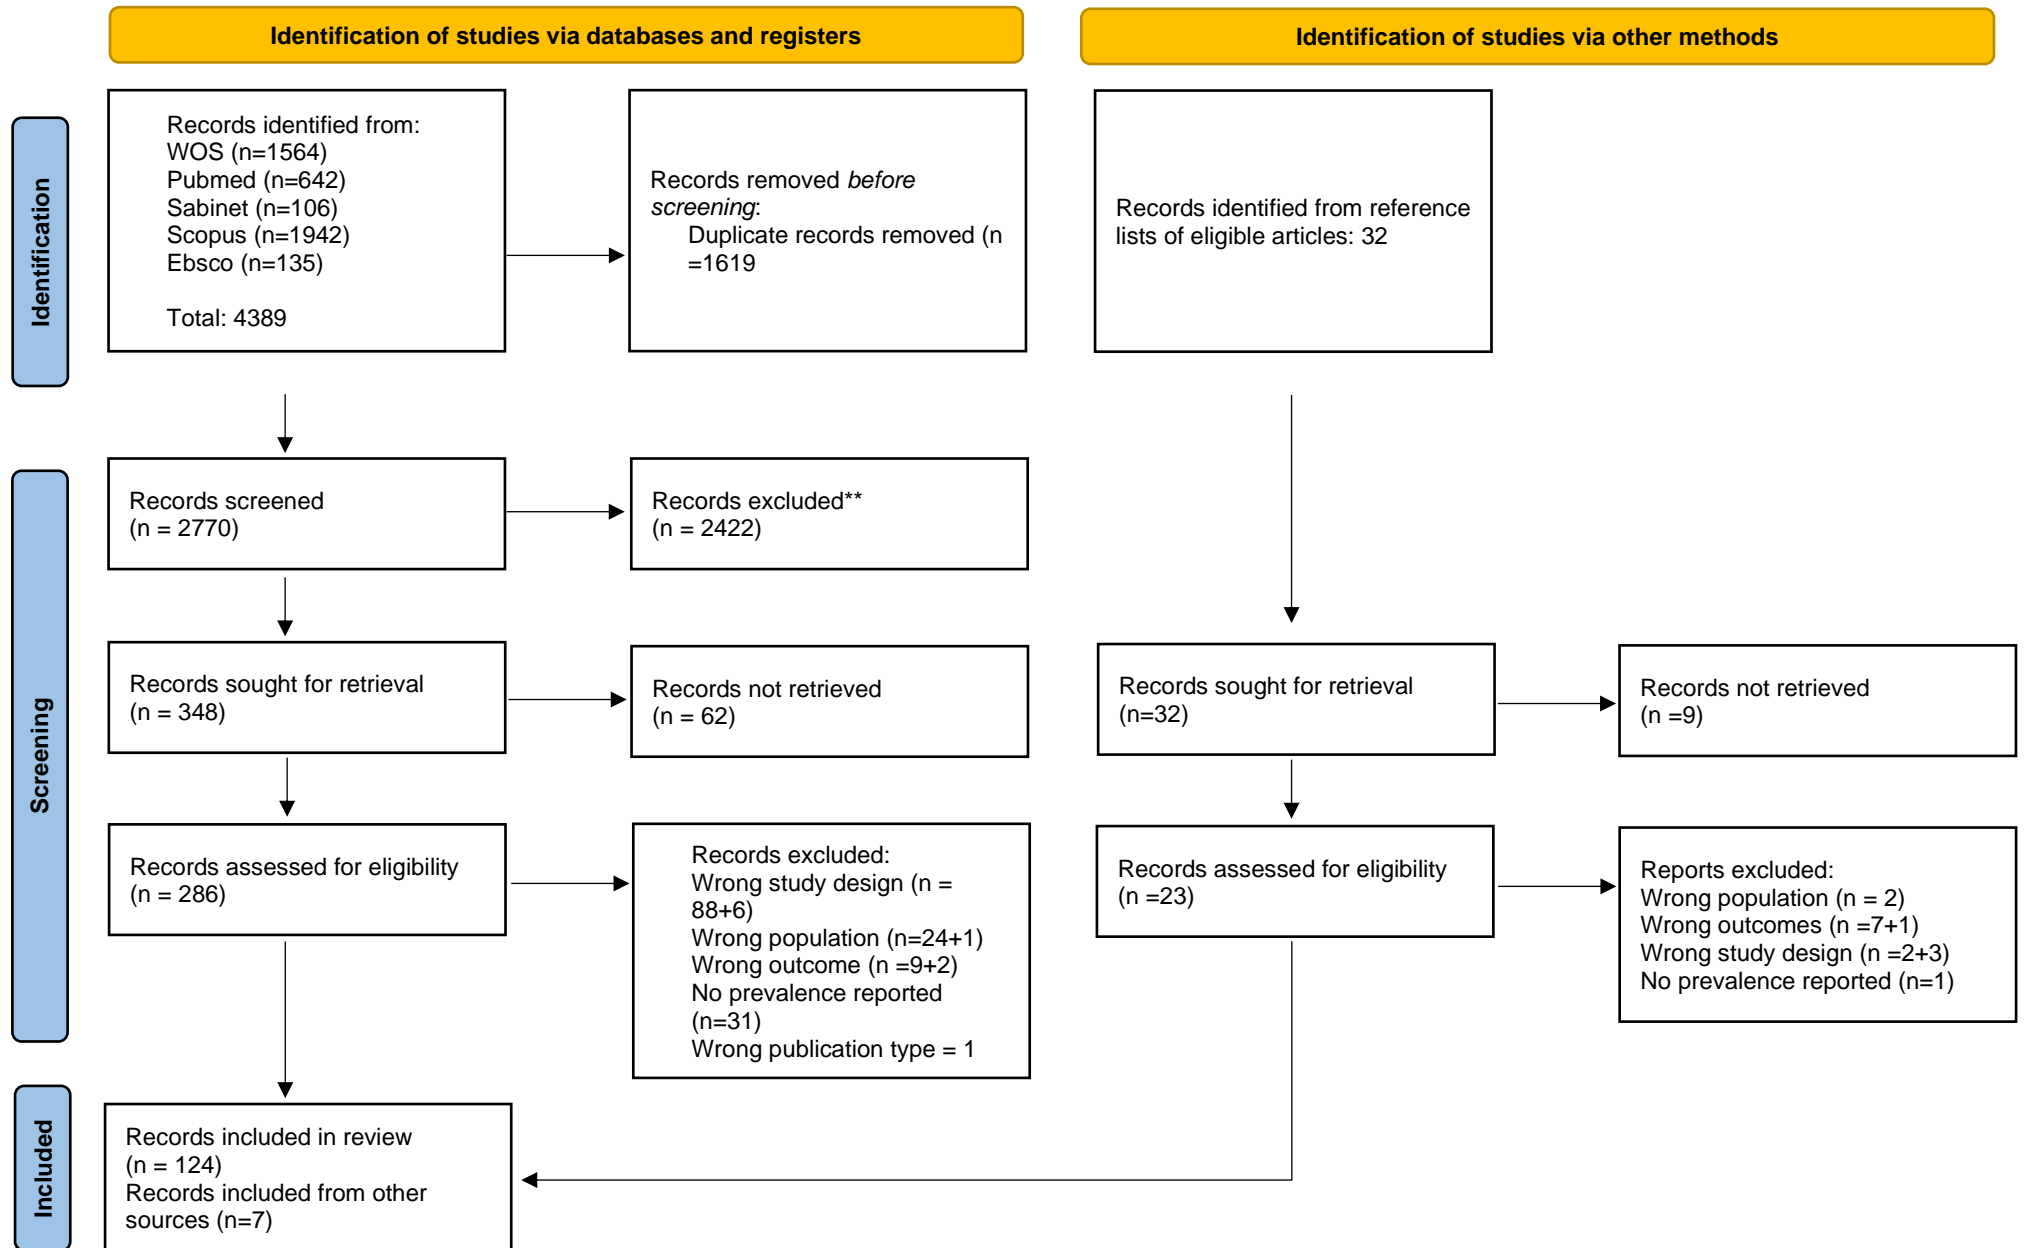 Identification of studies via databases and registers
Identification of studies via other methods
Identification
Records identified from:
WOS (n=1564)
Pubmed (n=642)
Sabinet (n=106)
Scopus (n=1942)
Ebsco (n=135)
Total: 4389
Records removed before
screening:
Duplicate records removed (n
=1619
Records identified from reference
lists of eligible articles: 32
Screening
Records screened
(n = 2770)
Records excluded**
(n = 2422)
Records sought for retrieval
(n = 348)
Records not retrieved
(n = 62)
Records sought for retrieval
(n=32)
Records not retrieved
(n =9)
Records assessed for eligibility
(n = 286)
Records excluded:
Wrong study design (n =
88+6)
Wrong population (n=24+1)
Wrong outcome (n =9+2)
No prevalence reported
(n=31)
Wrong publication type = 1
Records assessed for eligibility
(n =23)
Reports excluded:
Wrong population (n = 2)
Wrong outcomes (n =7+1)
Wrong study design (n =2+3)
No prevalence reported (n=1)
Included
Records included in review
(n = 124)
Records included from other
sources (n=7)